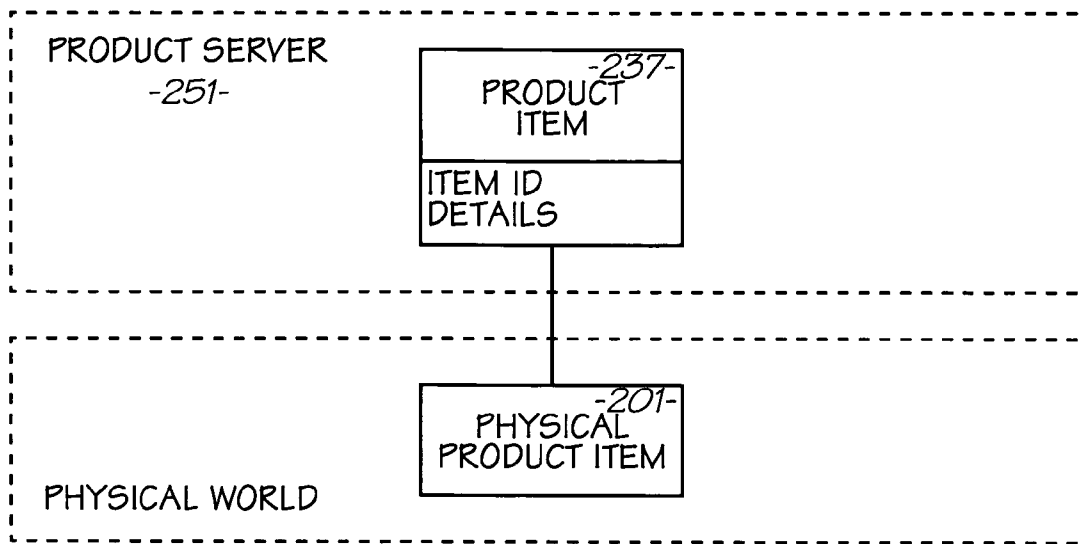 PRODUCT SERVER
-251-
-237-
PRODUCT
ITEM
ITEM ID
DETAILS
-201-
PHYSICAL
PRODUCT ITEM
PHYSICAL WORLD